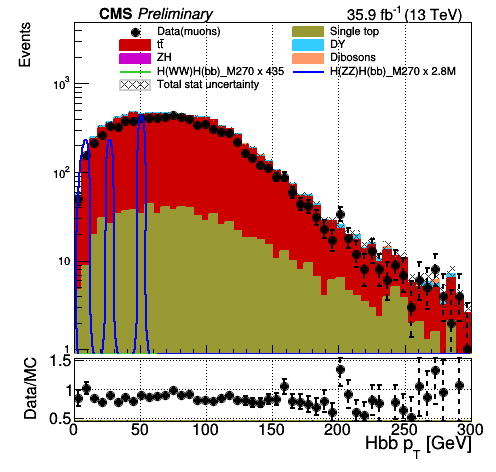 CMS Preliminary 35.9 fb⁻¹ (13 TeV)
Data(muons) Single top
tt̄ DY
ZH Dibosons
H(WW)H(bb)_M270 x 435 H(ZZ)H(bb)_M270 x 2.8M
Total stat uncertainty
Events
10³
10²
10
1
Data/MC
1.5
1.0
0.5
0 50 100 150 200 250 300
Hbb p_T [GeV]